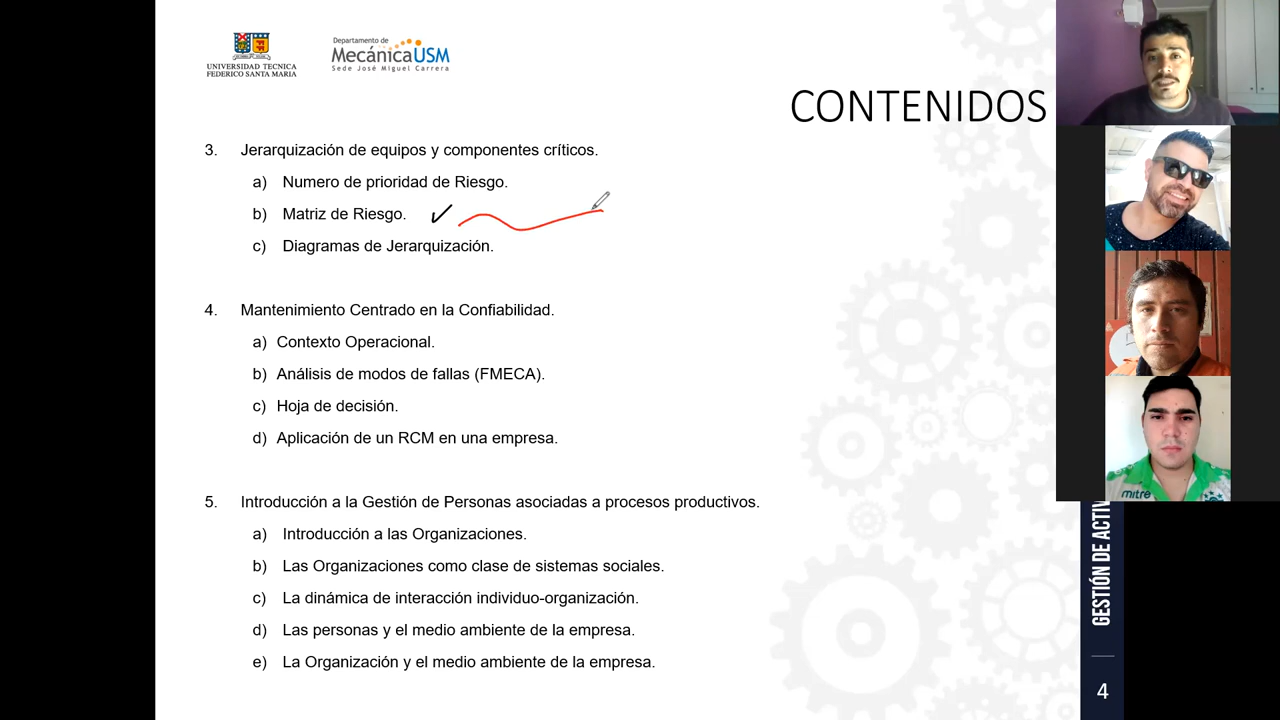 UNIVERSIDAD TECNICA
FEDERICO SANTA MARIA
Departamento de
MecánicaUSM
Sede José Miguel Carrera
CONTENIDOS
3. Jerarquización de equipos y componentes críticos.
a) Numero de prioridad de Riesgo.
b) Matriz de Riesgo.
c) Diagramas de Jerarquización.
4. Mantenimiento Centrado en la Confiabilidad.
a) Contexto Operacional.
b) Análisis de modos de fallas (FMECA).
c) Hoja de decisión.
d) Aplicación de un RCM en una empresa.
5. Introducción a la Gestión de Personas asociadas a procesos productivos.
a) Introducción a las Organizaciones.
b) Las Organizaciones como clase de sistemas sociales.
c) La dinámica de interacción individuo-organización.
d) Las personas y el medio ambiente de la empresa.
e) La Organización y el medio ambiente de la empresa.
mitre
GESTIÓN DE ACTIV
4